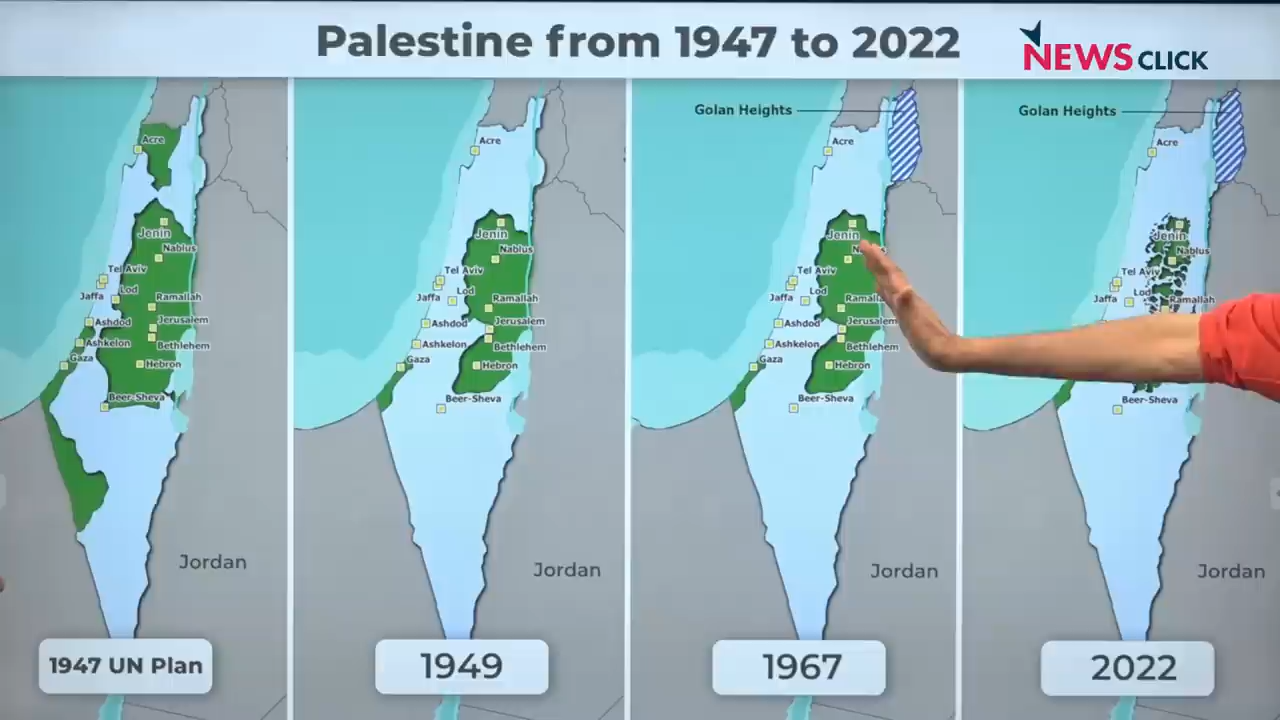 Palestine from 1947 to 2022
NEWS CLICK
Acre
Jenin
Nablus
Tel Aviv
Jaffa
Lod
Ramallah
Ashdod
Jerusalem
Ashkelon
Bethlehem
Gaza
Hebron
Beer-Sheva
Jordan
1947 UN Plan
Acre
Jenin
Nablus
Tel Aviv
Jaffa
Lod
Ramallah
Ashdod
Jerusalem
Ashkelon
Bethlehem
Gaza
Hebron
Beer-Sheva
Jordan
1949
Golan Heights
Acre
Jenin
Tel Aviv
Jaffa
Lod
Ashdod
Jerusalem
Ashkelon
Bethlehem
Gaza
Hebron
Beer-Sheva
Jordan
1967
Golan Heights
Acre
Jenin
Nablus
Tel Aviv
Jaffa
Lod
Ramallah
Beer-Sheva
Jordan
2022